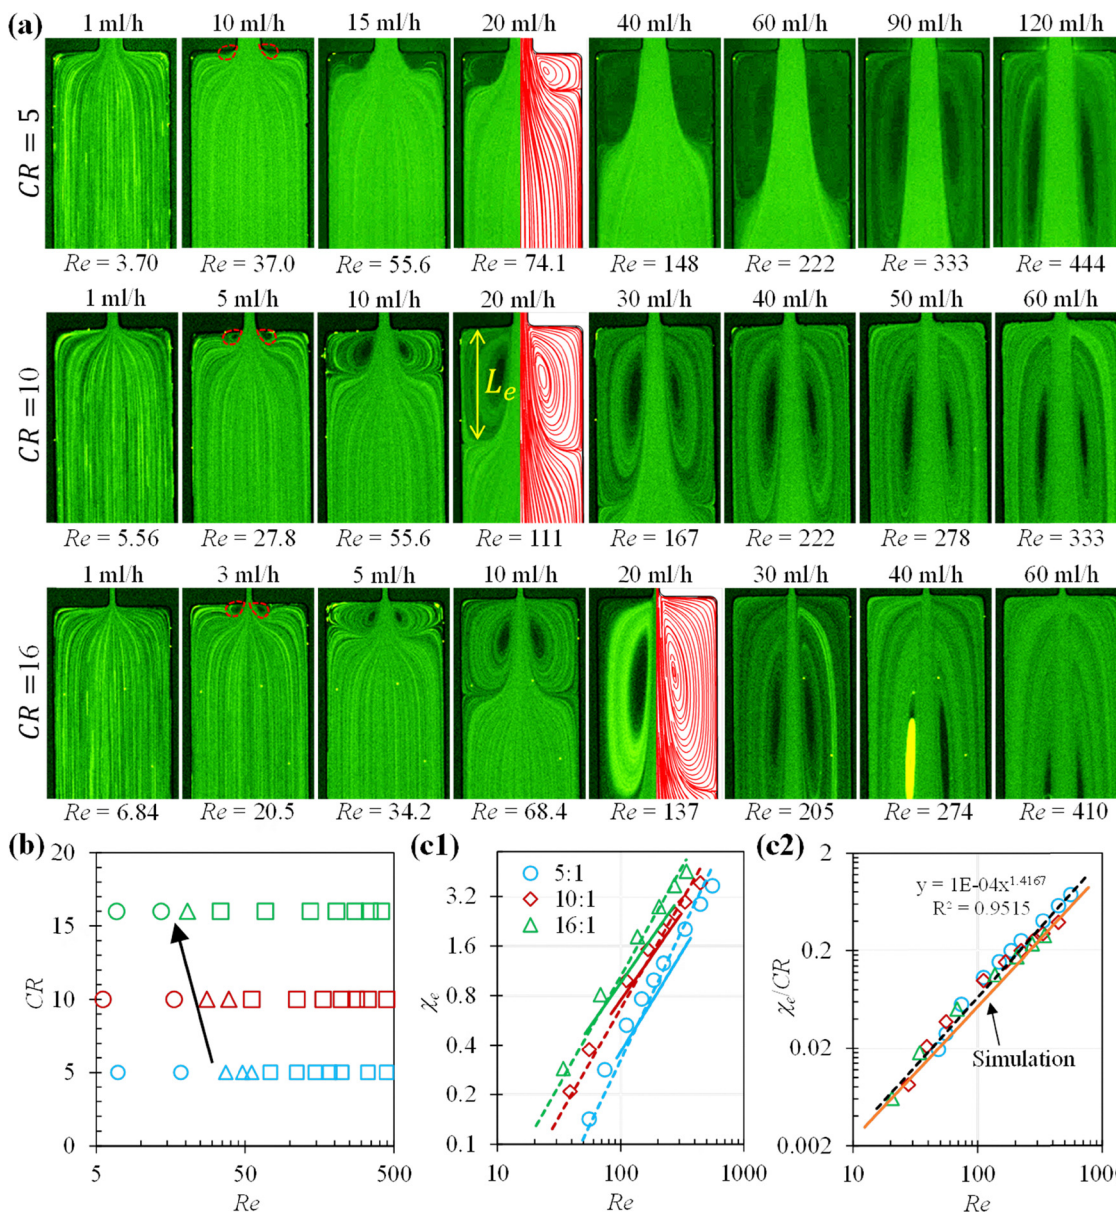 (a)
1 ml/h 10 ml/h 15 ml/h 20 ml/h 40 ml/h 60 ml/h 90 ml/h 120 ml/h
CR = 5
Re = 3.70 Re = 37.0 Re = 55.6 Re = 74.1 Re = 148 Re = 222 Re = 333 Re = 444
1 ml/h 5 ml/h 10 ml/h 20 ml/h 30 ml/h 40 ml/h 50 ml/h 60 ml/h
CR = 10
L_e
Re = 5.56 Re = 27.8 Re = 55.6 Re = 111 Re = 167 Re = 222 Re = 278 Re = 333
1 ml/h 3 ml/h 5 ml/h 10 ml/h 20 ml/h 30 ml/h 40 ml/h 60 ml/h
CR = 16
Re = 6.84 Re = 20.5 Re = 34.2 Re = 68.4 Re = 137 Re = 205 Re = 274 Re = 410
(b)
20
15
10
5
0
CR
5 50 500
Re
(c1)
5:1
10:1
16:1
3.2
1.6
0.8
0.4
0.2
0.1
χ_e
10 100 1000
Re
(c2)
2
0.2
0.02
0.002
χ_e/CR
y = 1E-04x^1.4167
R² = 0.9515
Simulation
10 100 1000
Re